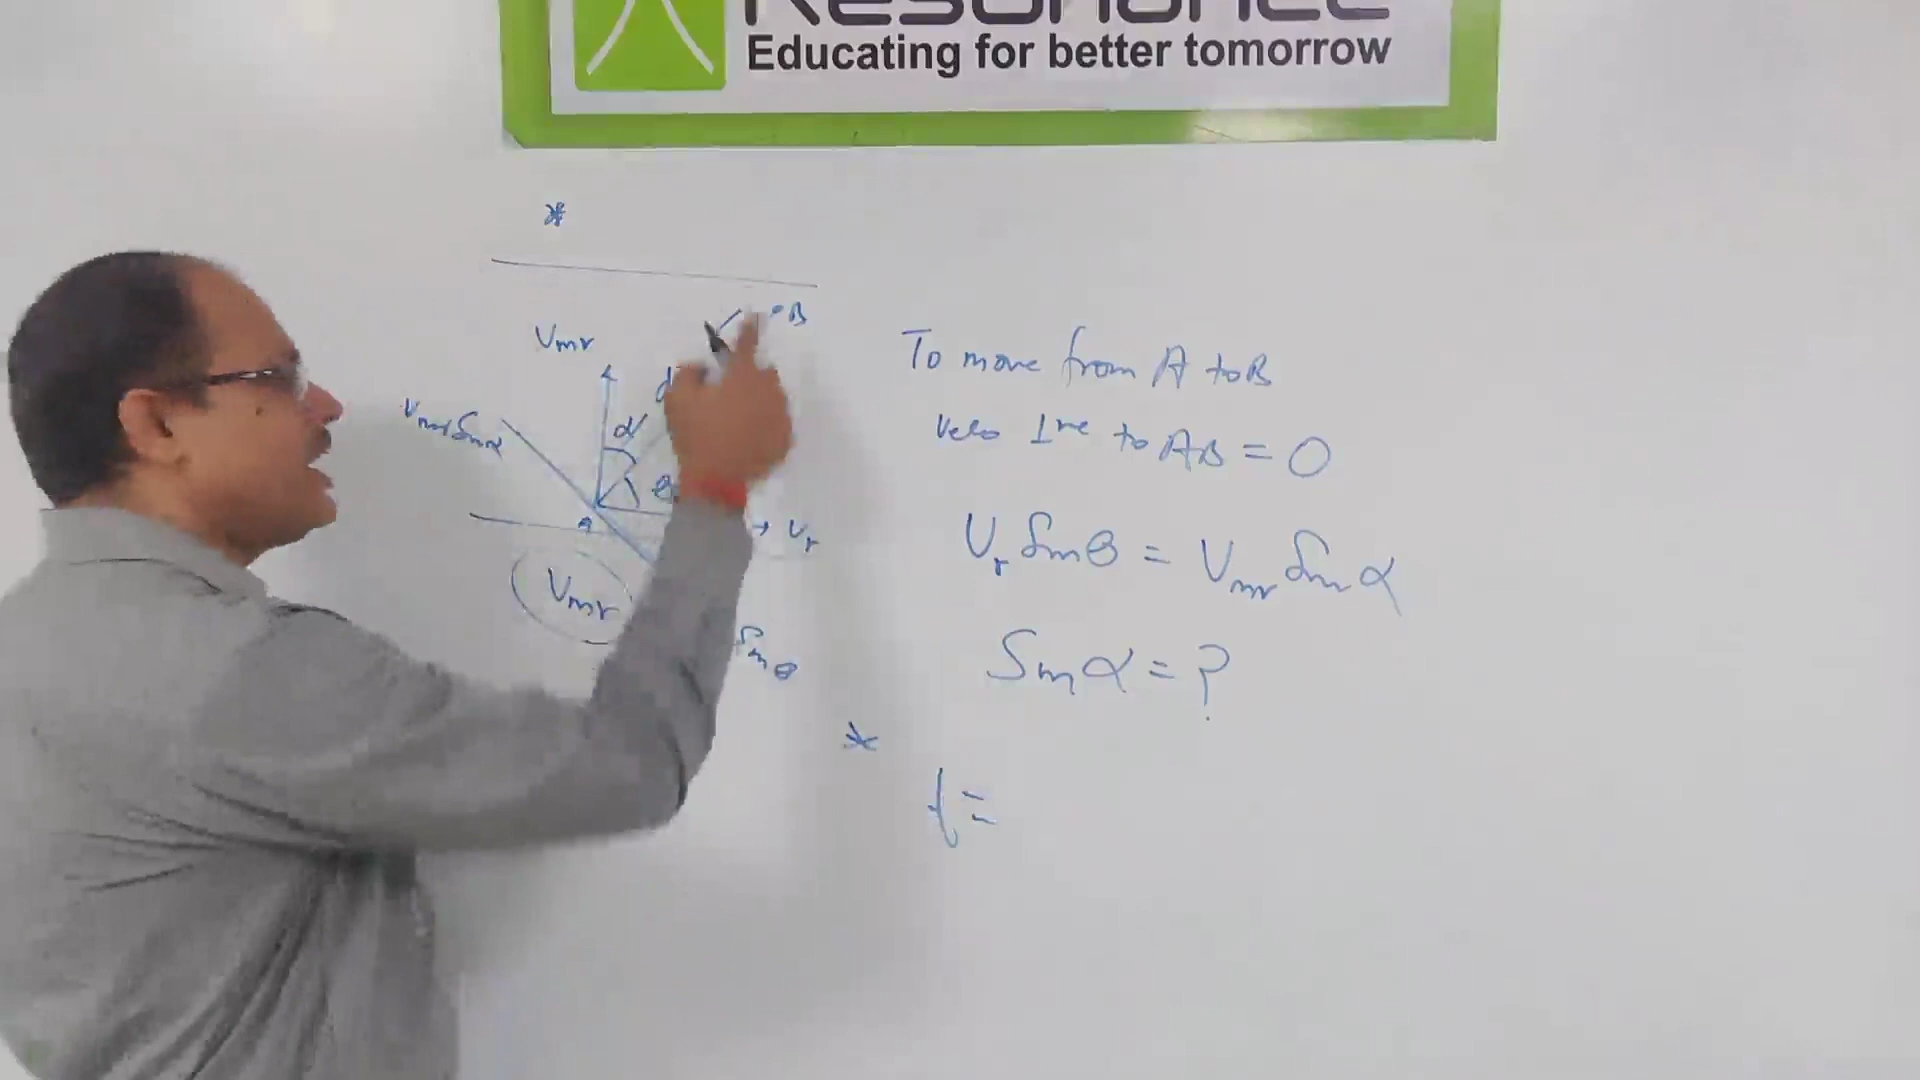 Resonance
Educating for better tomorrow
*
B
Vmr
d
Vmr Sinα
α
θ
A
Vr
Vmr
Sinθ
To move from A to B
Velo ⊥re to AB = 0
Vr Sinθ = Vmr Sinα
Sinα = ?
*
t =